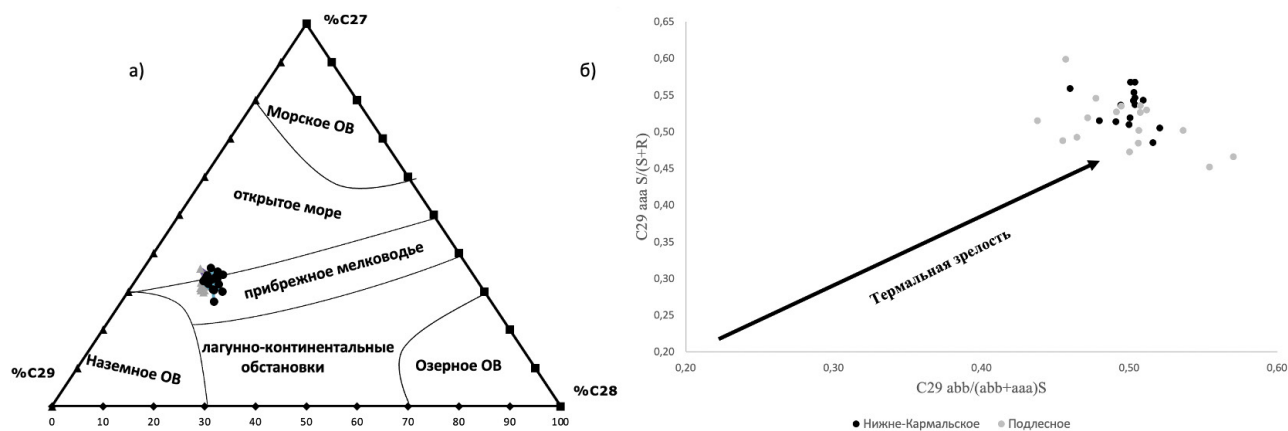 %C27
а)
Морское ОВ
открытое море
прибрежное мелководье
лагунно-континентальные
обстановки
Наземное ОВ
Озерное ОВ
%C29
%C28
0 10 20 30 40 50 60 70 80 90 100
б)
0,65
0,60
0,55
0,50
0,45
0,40
0,35
0,30
0,25
0,20
C29 aaa S/(S+R)
Термальная зрелость
0,20 0,30 0,40 0,50 0,60
C29 abb/(abb+aaa)S
Нижне-Кармальское Подлесное